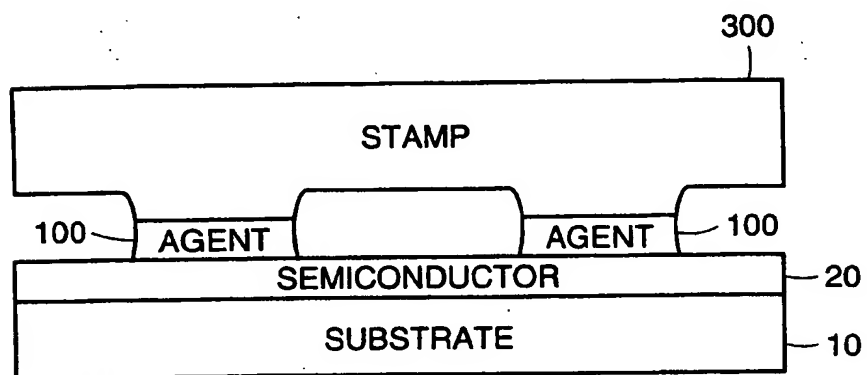 300
STAMP
100 AGENT AGENT 100
SEMICONDUCTOR 20
SUBSTRATE 10